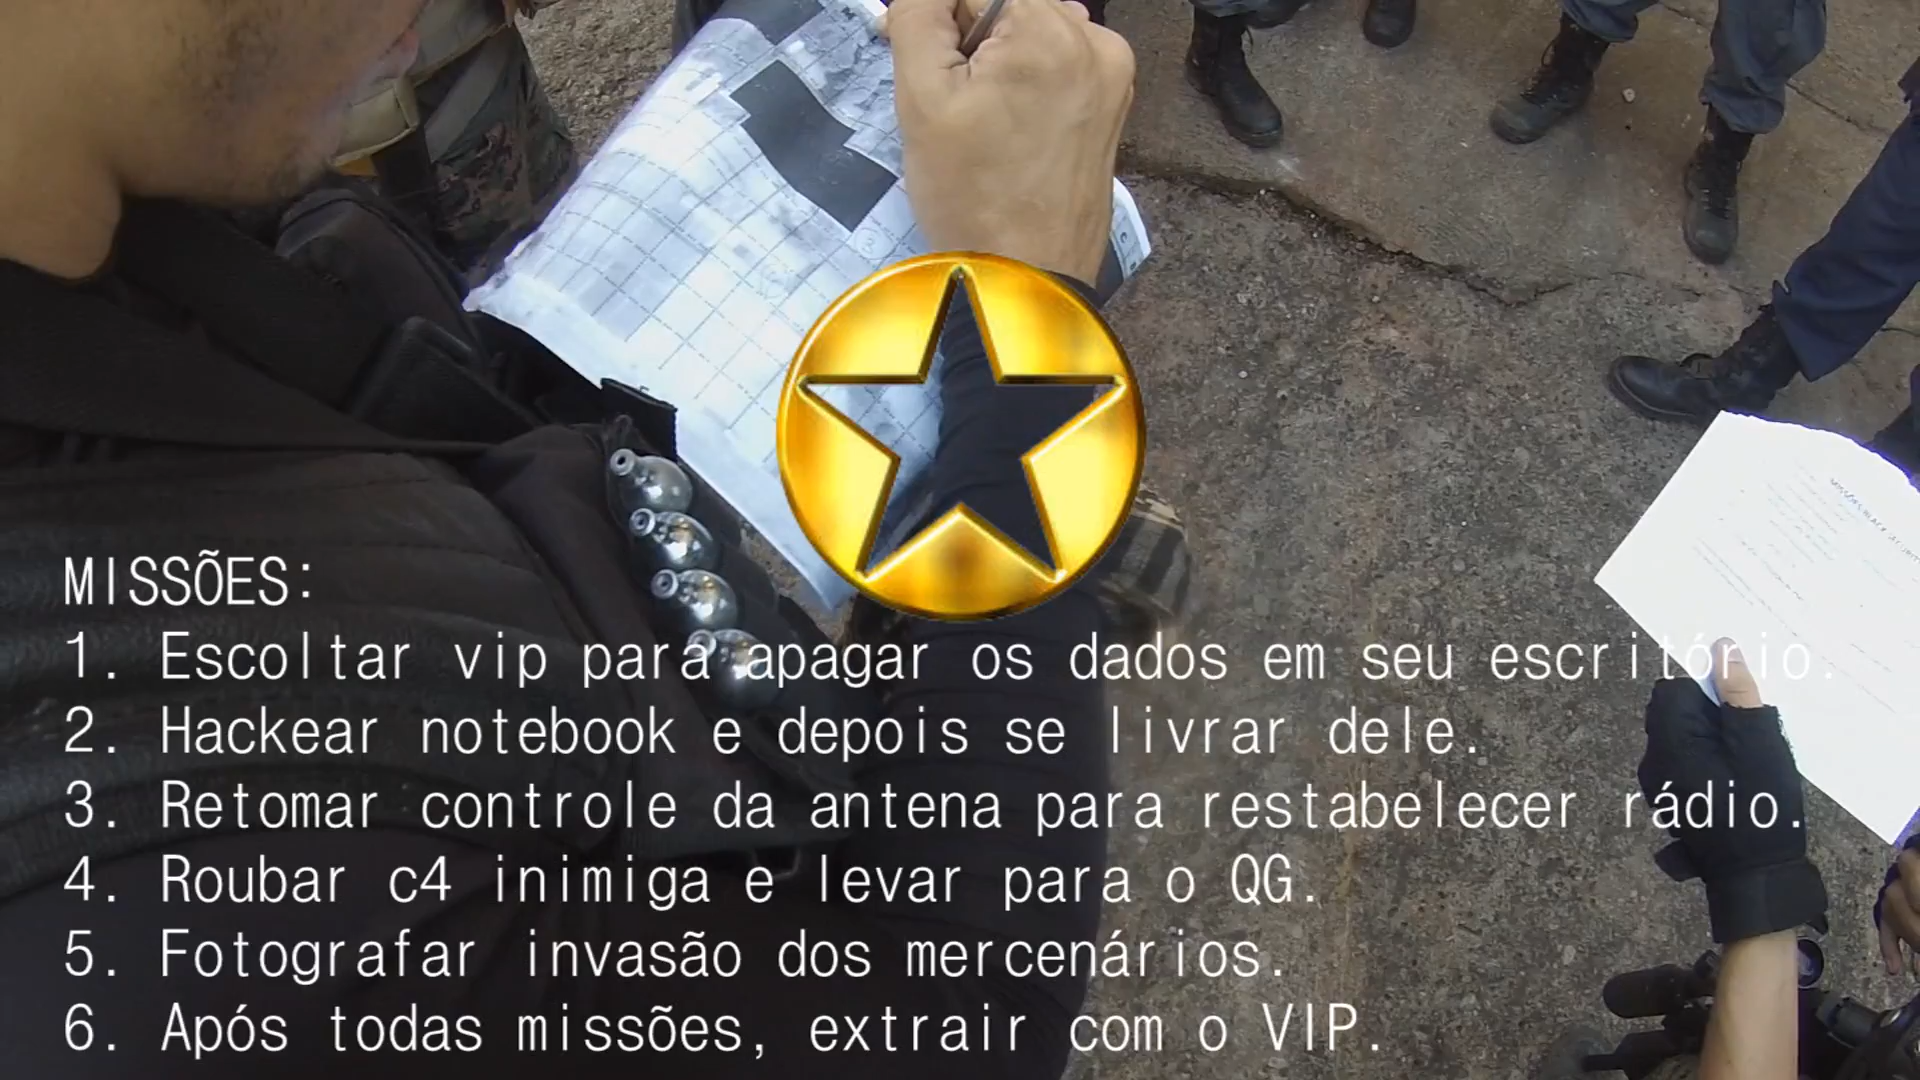 MISSÕES:
1. Escoltar vip para apagar os dados em seu escritório.
2. Hackear notebook e depois se livrar dele.
3. Retomar controle da antena para restabelecer rádio.
4. Roubar c4 inimiga e levar para o QG.
5. Fotografar invasão dos mercenários.
6. Após todas missões, extrair com o VIP.